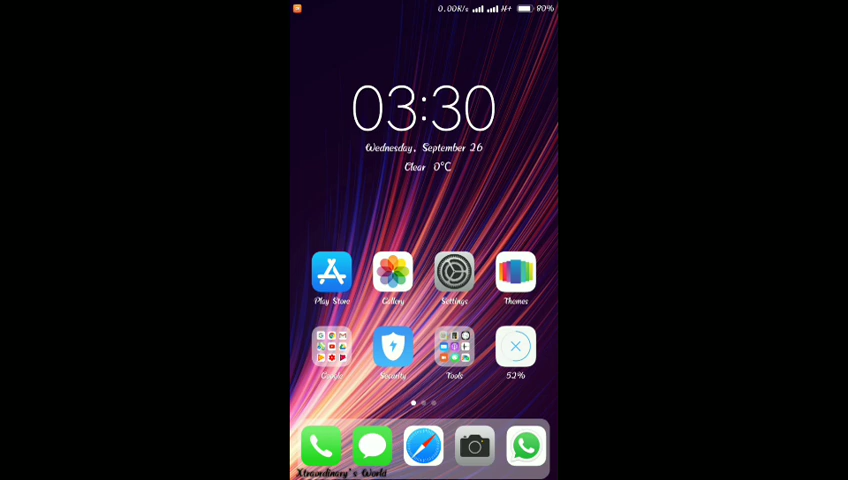 0.00K/s H+ 80%
03:30
Wednesday, September 26
Clear 0°C
Play Store Gallery Settings Themes
Google Security Tools 52%
Xtraordinary's World